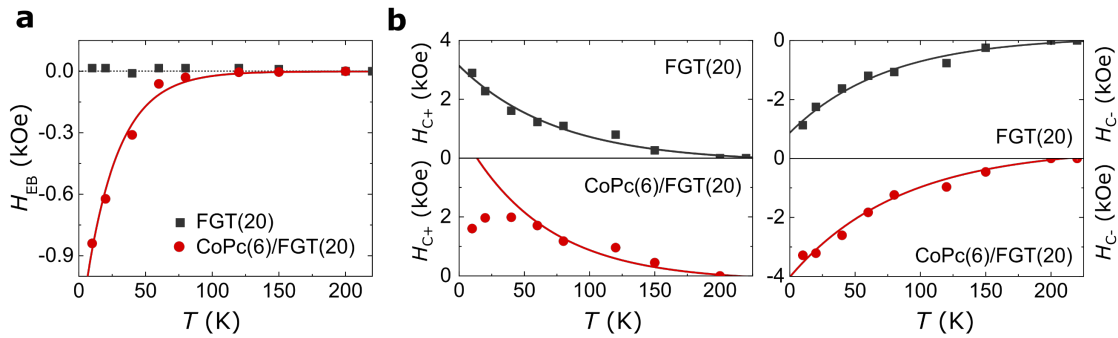 a
0.0
-0.3
-0.6
-0.9
H_EB (kOe)
FGT(20)
CoPc(6)/FGT(20)
0 50 100 150 200
T (K)
b
4
2
0
H_C+ (kOe)
FGT(20)
4
2
0
H_C+ (kOe)
CoPc(6)/FGT(20)
0 50 100 150 200
T (K)
0
-2
H_C- (kOe)
FGT(20)
0
-2
-4
H_C- (kOe)
CoPc(6)/FGT(20)
0 50 100 150 200
T (K)